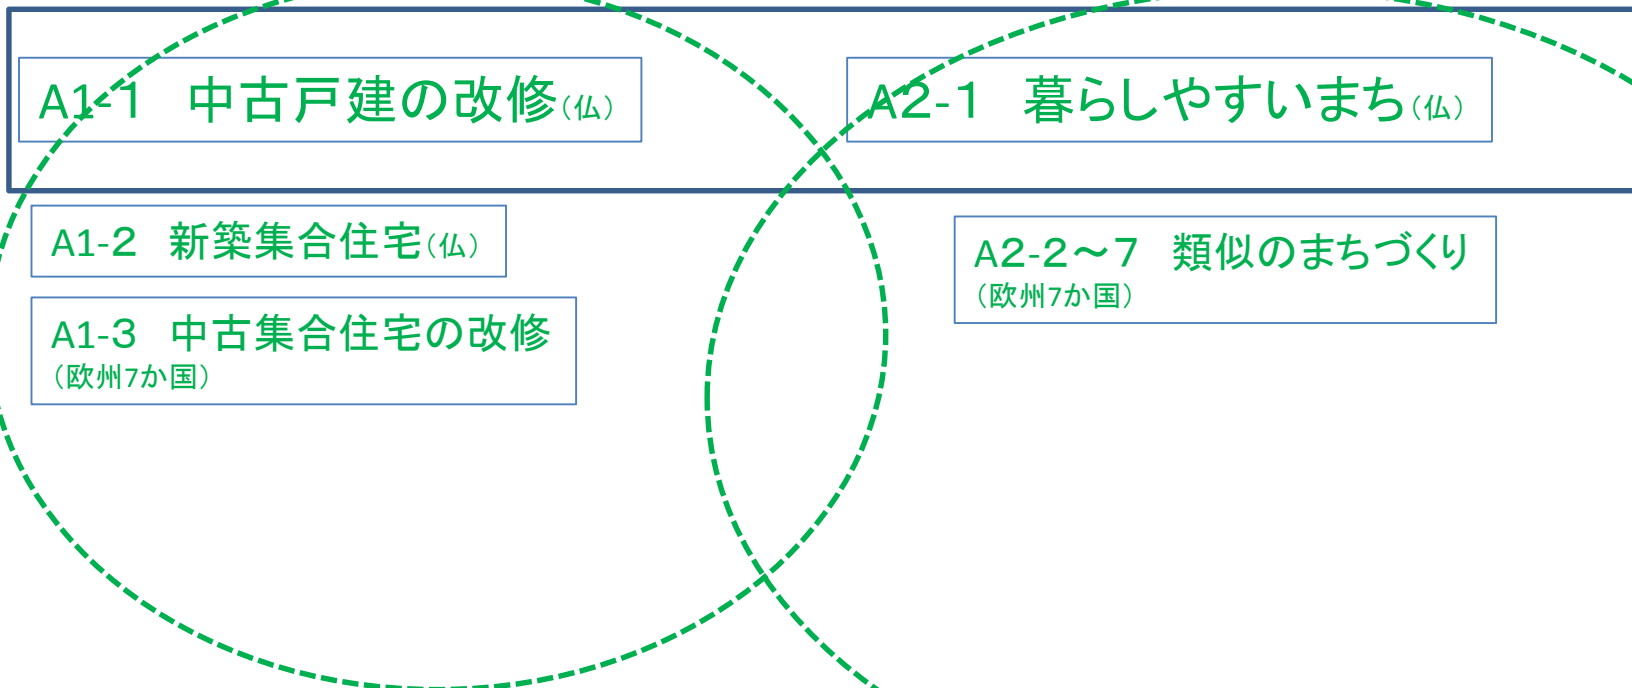 A1-1　中古戸建の改修（仏）
A2-1　暮らしやすいまち（仏）
A1-2　新築集合住宅（仏）
A1-3　中古集合住宅の改修
（欧州7か国）
A2-2～7　類似のまちづくり
（欧州7か国）